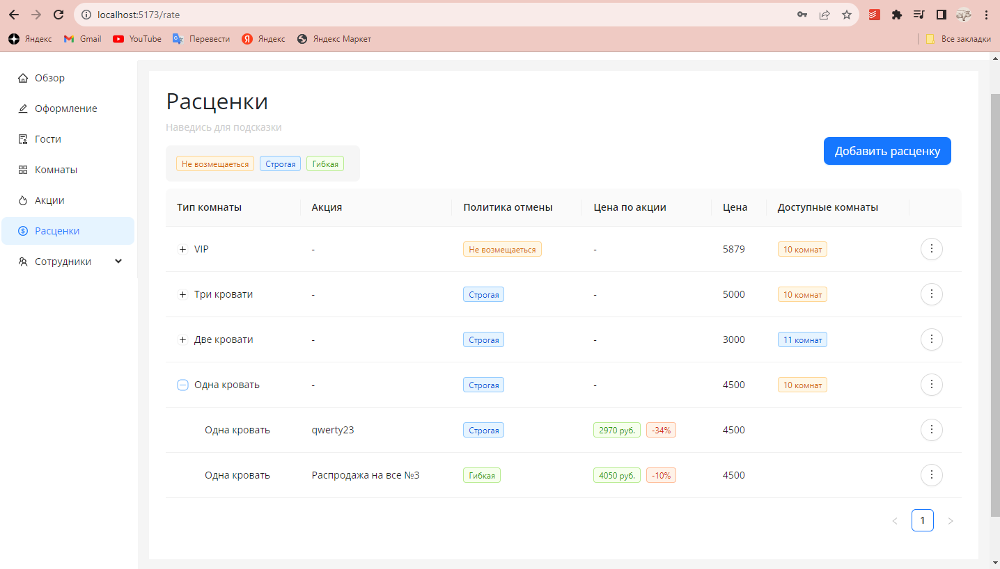 localhost:5173/rate
Яндекс Gmail YouTube Перевести Яндекс Яндекс Маркет Все закладки
Обзор
Оформление
Гости
Комнаты
Акции
Расценки
Сотрудники
Расценки
Наведись для подсказки
Добавить расценку
Не возмещаеться Строгая Гибкая
Тип комнаты Акция Политика отмены Цена по акции Цена Доступные комнаты
+ VIP - Не возмещаеться - 5879 10 комнат
+ Три кровати - Строгая - 5000 10 комнат
+ Две кровати - Строгая - 3000 11 комнат
Одна кровать - Строгая - 4500 10 комнат
Одна кровать qwerty23 Строгая 2970 руб. -34% 4500
Одна кровать Распродажа на все №3 Гибкая 4050 руб. -10% 4500
< 1 >